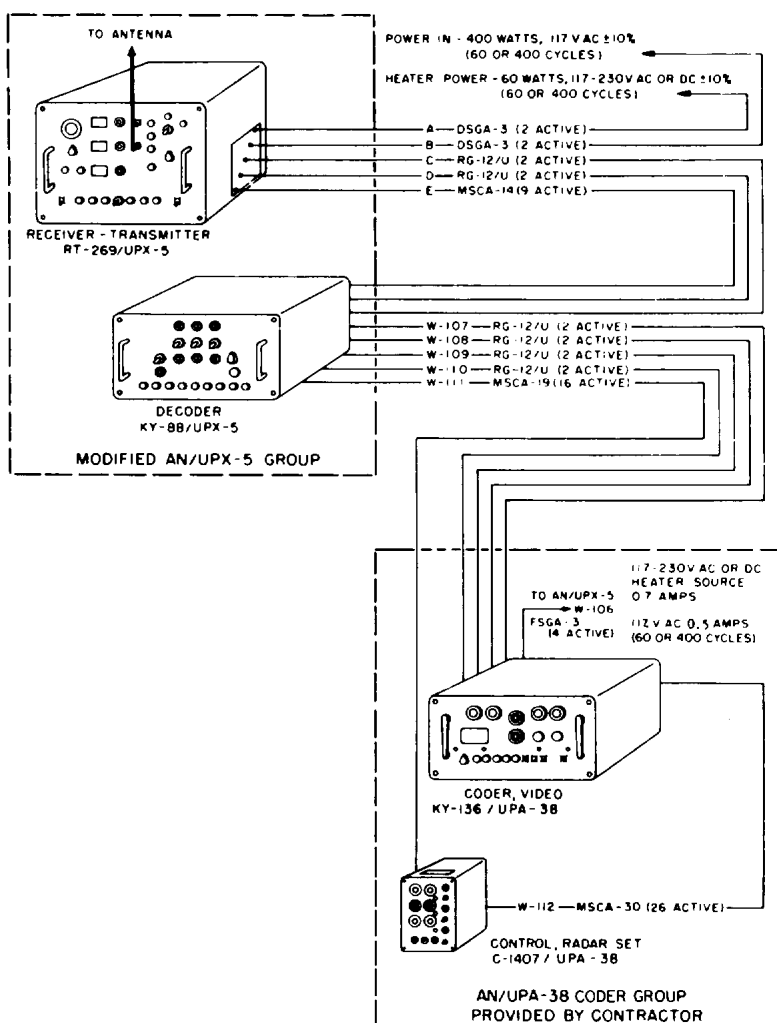 TO ANTENNA
POWER IN - 400 WATTS, 117 V AC ±10%
(60 OR 400 CYCLES)
HEATER POWER - 60 WATTS, 117-230V AC OR DC ±10%
(60 OR 400 CYCLES)
A - DSGA-3 (2 ACTIVE)
B - DSGA-3 (2 ACTIVE)
C - RG-12/U (2 ACTIVE)
D - RG-12/U (2 ACTIVE)
E - MSCA-14 (9 ACTIVE)
RECEIVER - TRANSMITTER
RT-269/UPX-5
W-107 - RG-12/U (2 ACTIVE)
W-108 - RG-12/U (2 ACTIVE)
W-109 - RG-12/U (2 ACTIVE)
W-110 - RG-12/U (2 ACTIVE)
W-111 - MSCA-19 (16 ACTIVE)
DECODER
KY-88/UPX-5
MODIFIED AN/UPX-5 GROUP
117-230V AC OR DC
HEATER SOURCE
0.7 AMPS
TO AN/UPX-5
W-106
FSGA-3
(4 ACTIVE)
112 V AC 0.5 AMPS
(60 OR 400 CYCLES)
CODER, VIDEO
KY-136 / UPA-38
W-112 - MSCA-30 (26 ACTIVE)
CONTROL, RADAR SET
C-1407 / UPA - 38
AN/UPA-38 CODER GROUP
PROVIDED BY CONTRACTOR